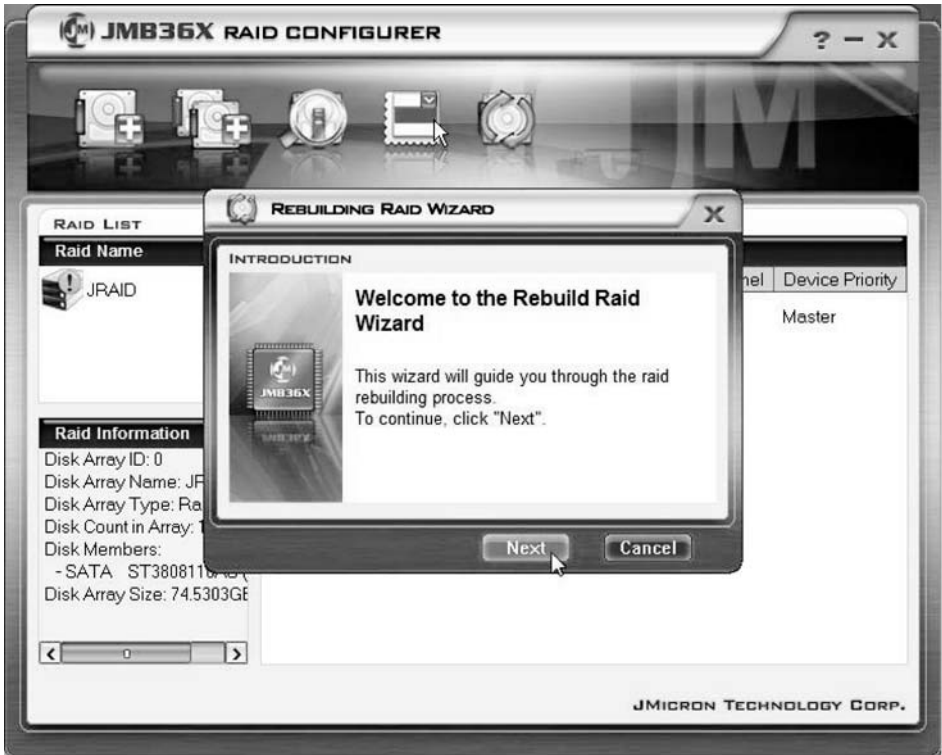 JMB36X RAID CONFIGURER
? − X
JM
RAID LIST
Raid Name
JRAID
Device Priority
Master
Raid Information
Disk Array ID: 0
Disk Array Name: JR
Disk Array Type: Ra
Disk Count in Array: 1
Disk Members:
- SATA
Disk Array Size: 74.5303GB
REBUILDING RAID WIZARD
X
INTRODUCTION
JMB36X
Welcome to the Rebuild Raid
Wizard
This wizard will guide you through the raid
rebuilding process.
To continue, click "Next".
Next
Cancel
JMICRON TECHNOLOGY CORP.